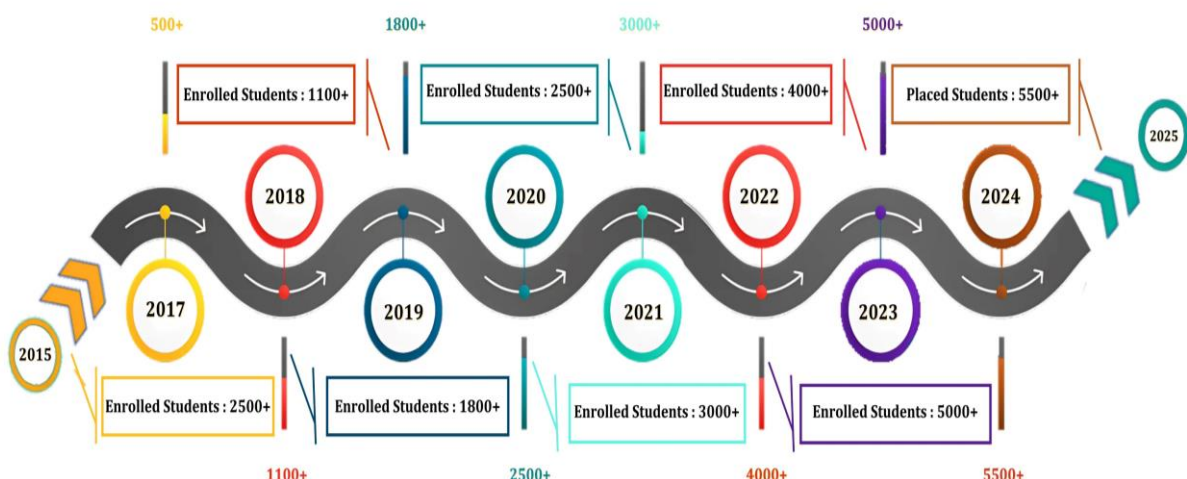 500+
1800+
3000+
5000+
Enrolled Students : 1100+
Enrolled Students : 2500+
Enrolled Students : 4000+
Placed Students : 5500+
2025
2018
2020
2022
2024
2017
2019
2021
2023
2015
Enrolled Students : 2500+
Enrolled Students : 1800+
Enrolled Students : 3000+
Enrolled Students : 5000+
1100+
2500+
4000+
5500+